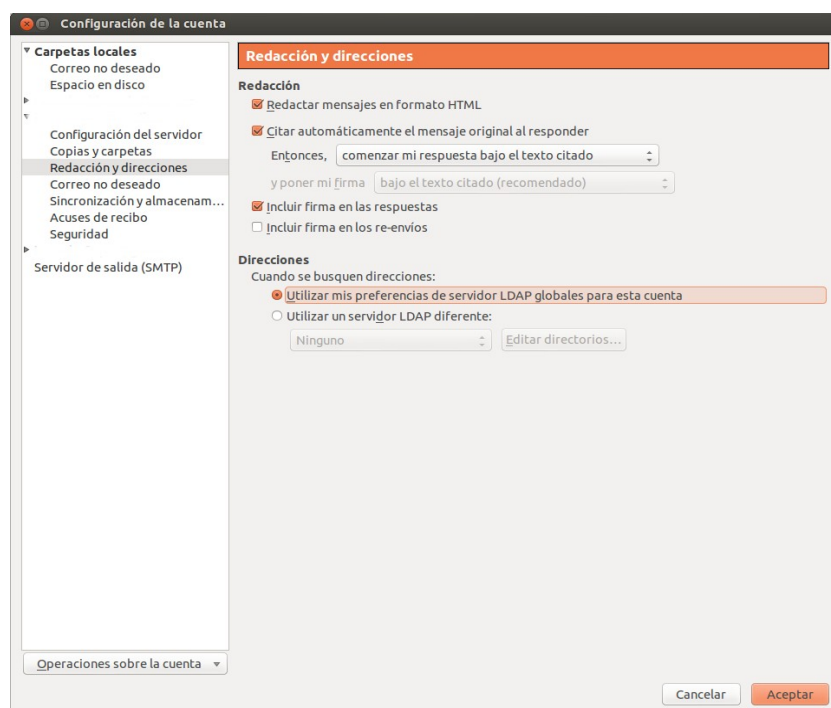 Configuración de la cuenta
Carpetas locales
Correo no deseado
Espacio en disco
Configuración del servidor
Copias y carpetas
Redacción y direcciones
Correo no deseado
Sincronización y almacenam...
Acuses de recibo
Seguridad
Servidor de salida (SMTP)
Operaciones sobre la cuenta
Redacción y direcciones
Redacción
Redactar mensajes en formato HTML
Citar automáticamente el mensaje original al responder
Entonces, comenzar mi respuesta bajo el texto citado
y poner mi firma bajo el texto citado (recomendado)
Incluir firma en las respuestas
Incluir firma en los re-envíos
Direcciones
Cuando se busquen direcciones:
Utilizar mis preferencias de servidor LDAP globales para esta cuenta
Utilizar un servidor LDAP diferente:
Ninguno Editar directorios...
Cancelar Aceptar